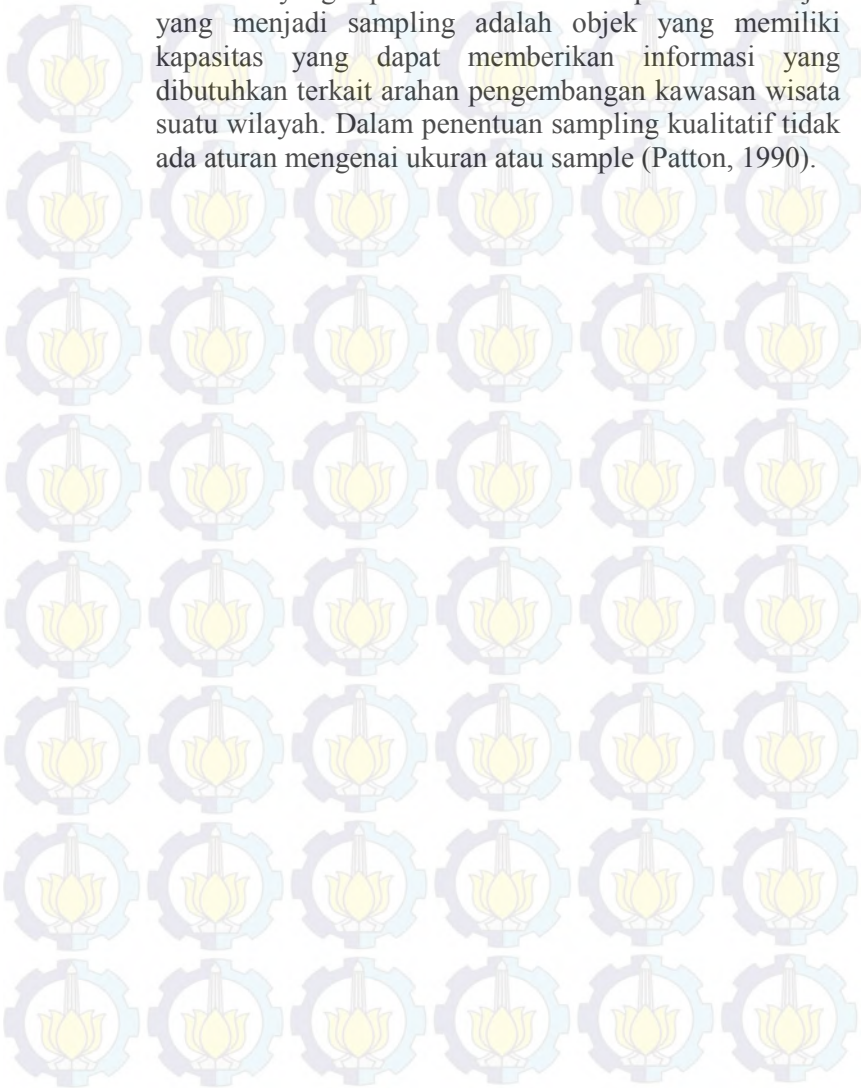 yang menjadi sampling adalah objek yang memiliki
kapasitas yang dapat memberikan informasi yang
dibutuhkan terkait arahan pengembangan kawasan wisata
suatu wilayah. Dalam penentuan sampling kualitatif tidak
ada aturan mengenai ukuran atau sample (Patton, 1990).